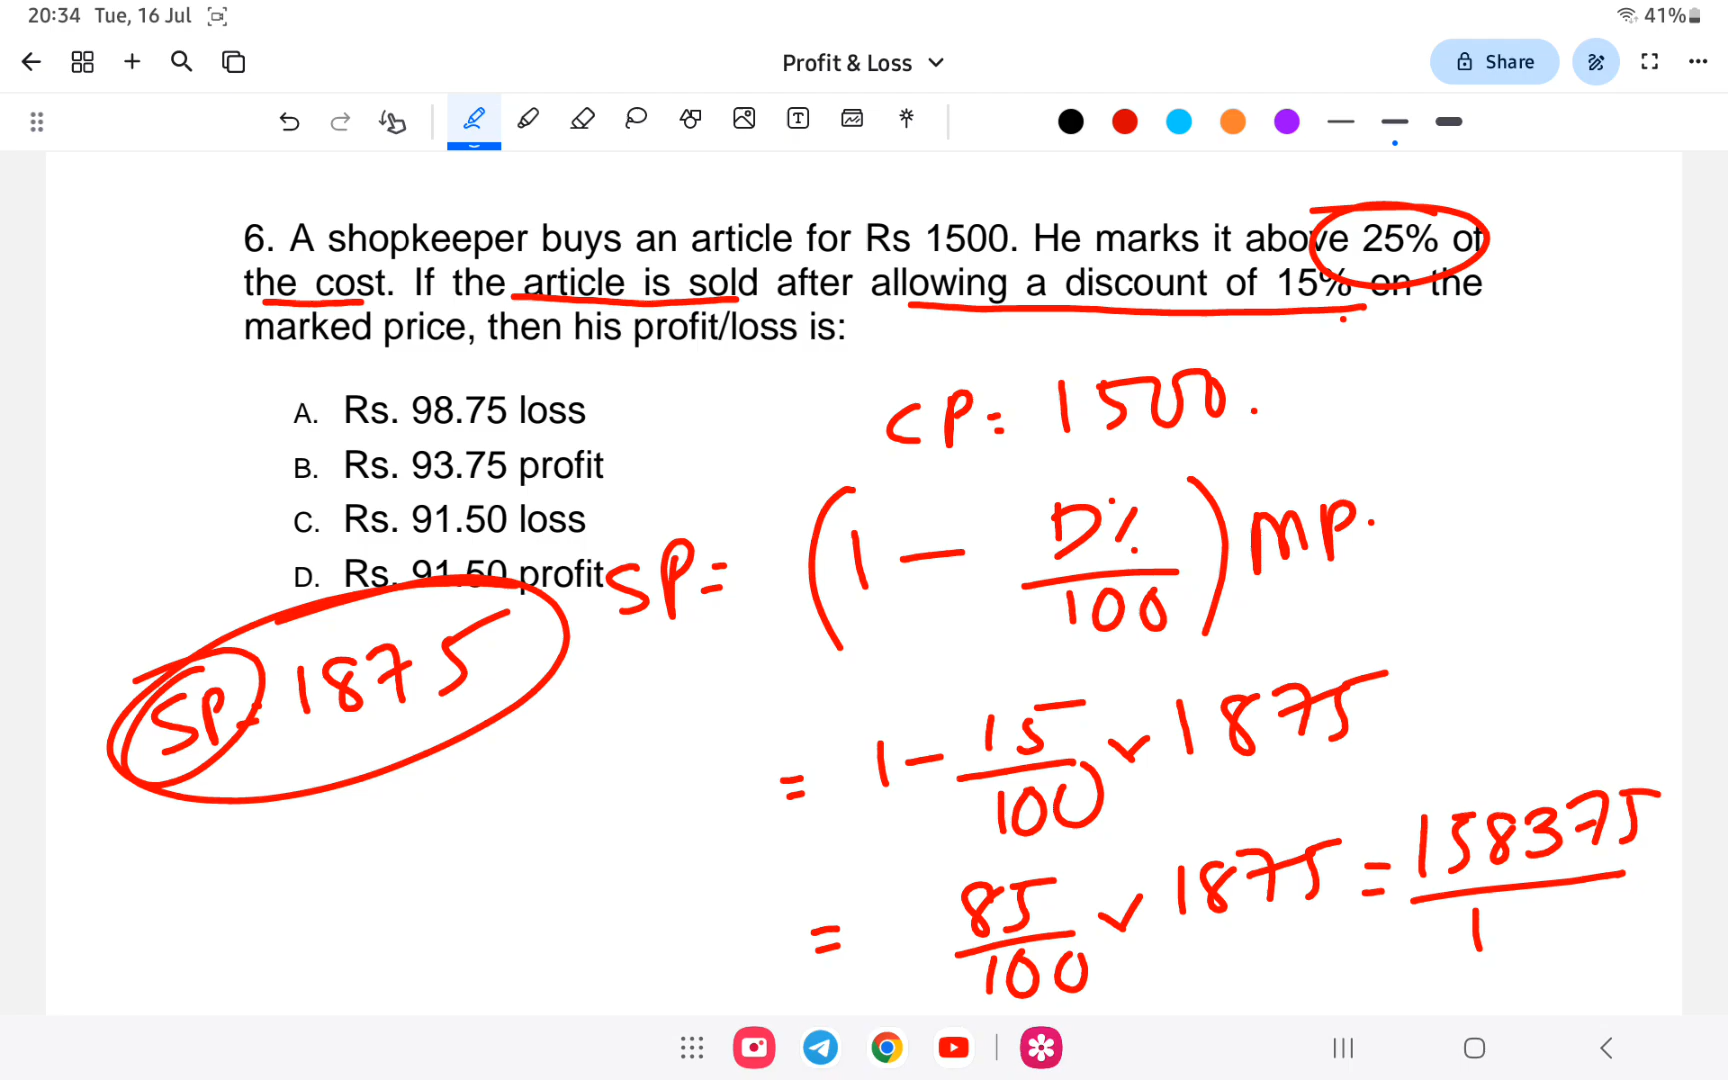 20:34 Tue, 16 Jul
41%
Profit & Loss
Share
6. A shopkeeper buys an article for Rs 1500. He marks it above 25% of
the cost. If the article is sold after allowing a discount of 15% on the
marked price, then his profit/loss is:
A. Rs. 98.75 loss
B. Rs. 93.75 profit
C. Rs. 91.50 loss
D. Rs. 91.50 profit
CP = 1500.
SP = (1 - D%/100) MP.
SP = 1875
= 1 - 15/100 × 1875
= 85/100 × 1875 = 158375/1